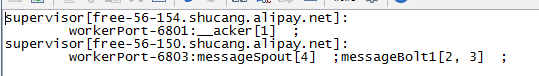 supervisor[free-56-154.shucang.alipay.net]:
workerPort-6801:__acker[1] ;
supervisor[free-56-150.shucang.alipay.net]:
workerPort-6803:messageSpout[4] ;messageBolt1[2, 3] ;